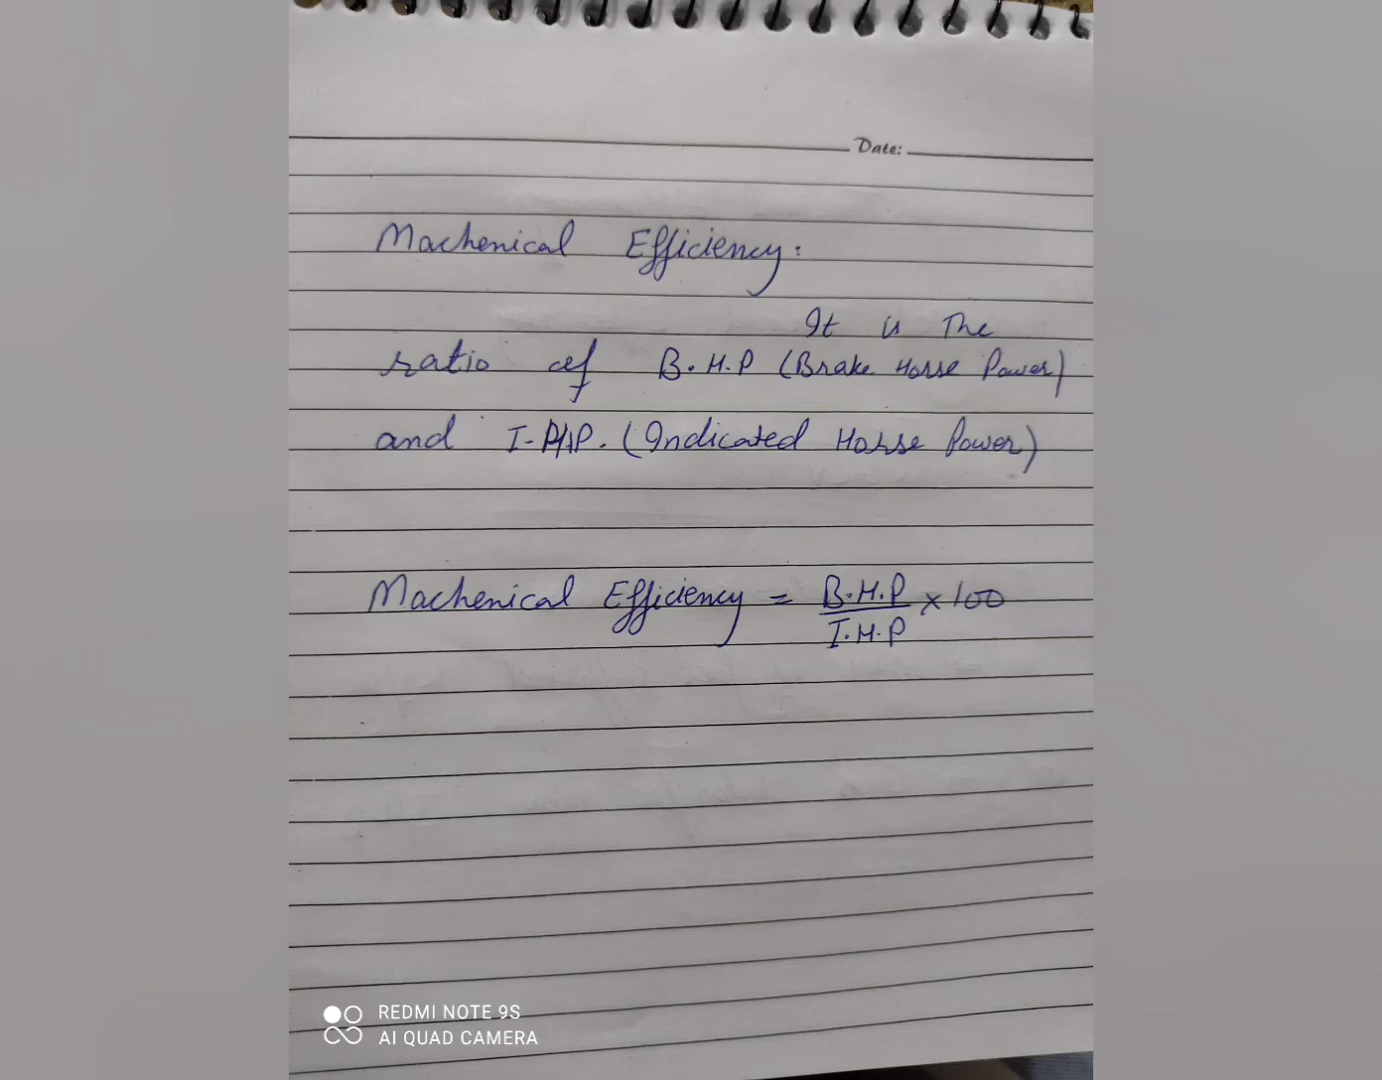 Date:
Machenical Efficiency:
It is The
ratio of B.H.P (Brake Horse Power)
and I-H.P. (Indicated Horse Power)
Machenical Efficiency = B.H.P / I.H.P × 100
REDMI NOTE 9S
AI QUAD CAMERA